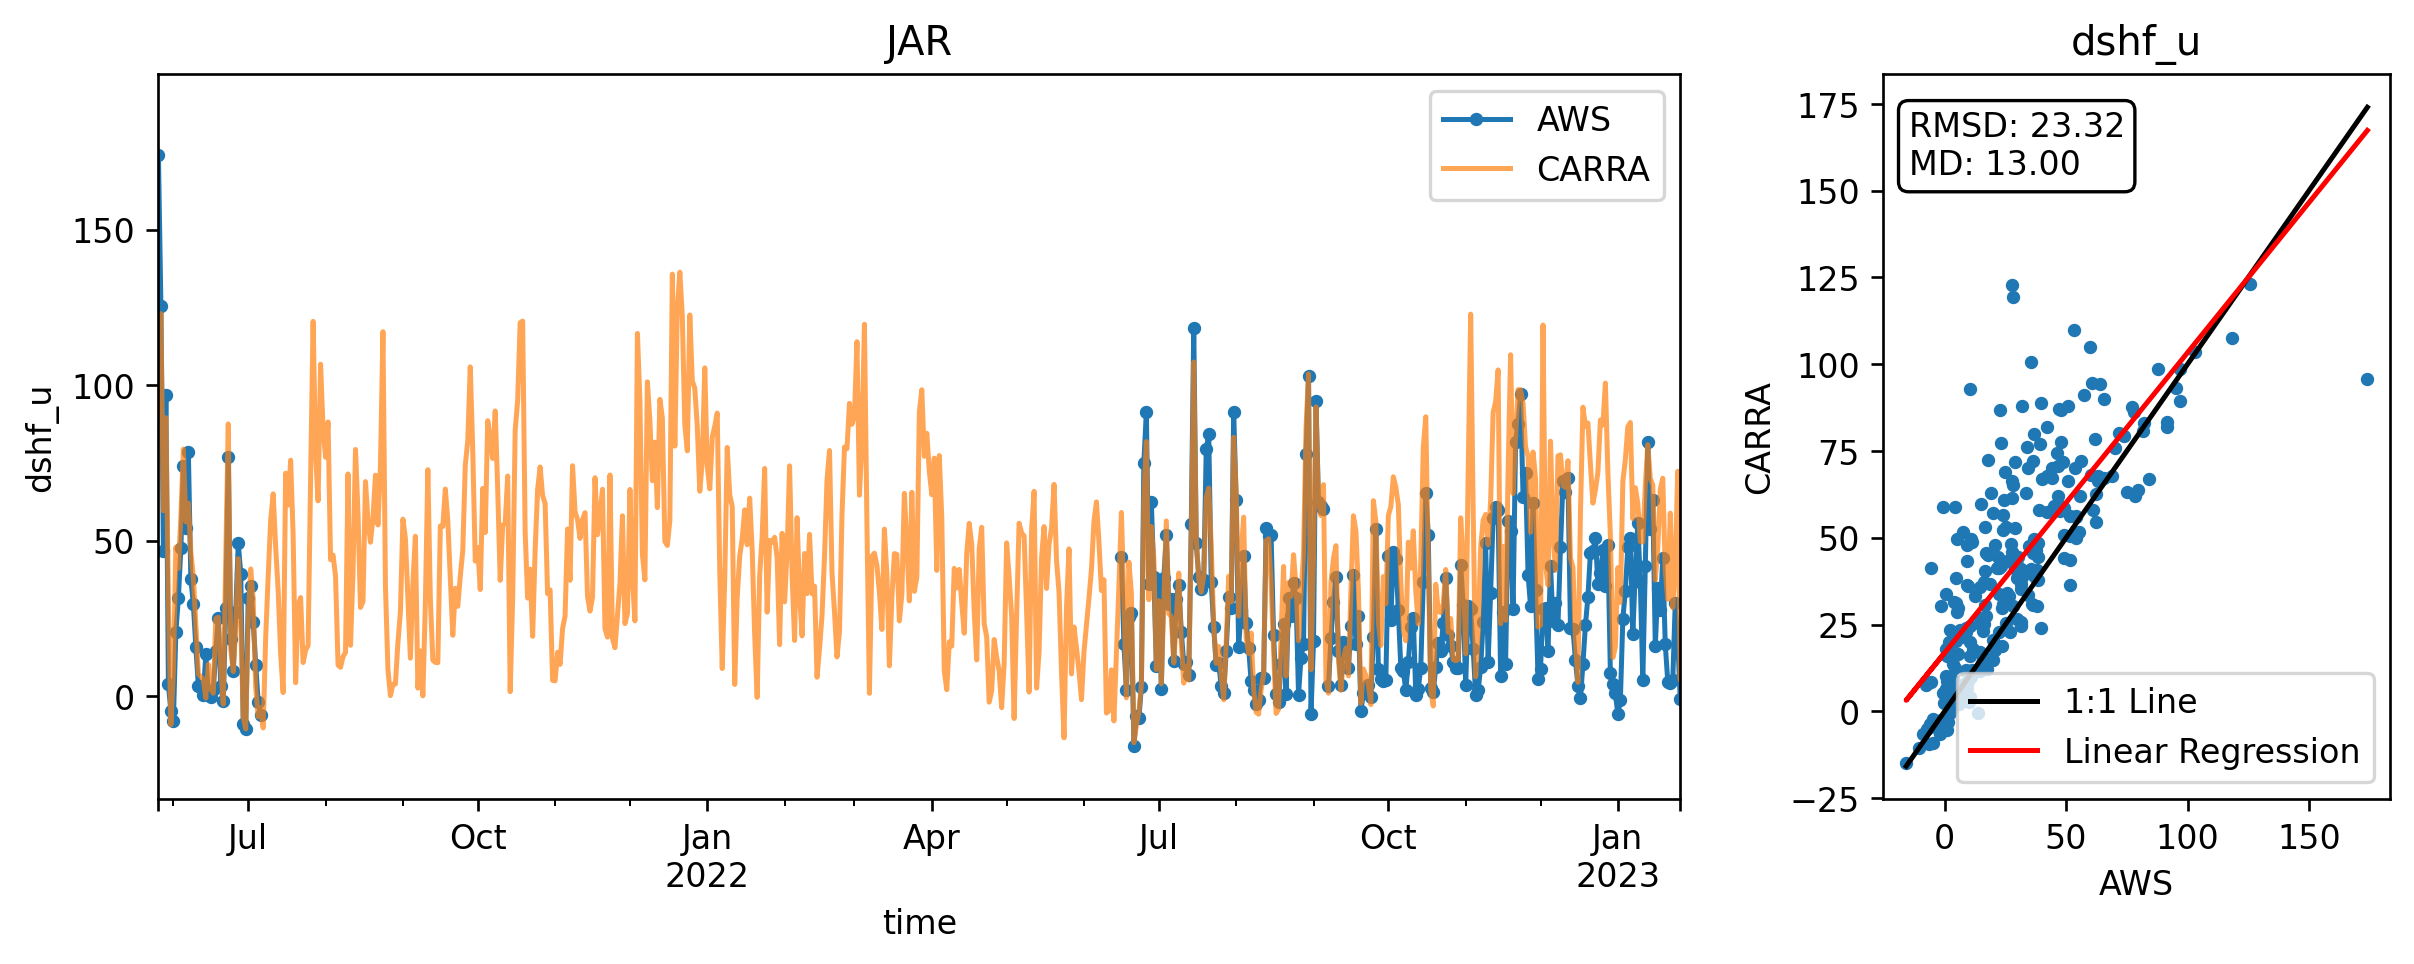 JAR
dshf_u
AWS
CARRA
150
100
50
0
dshf_u
Jul
Oct
Jan
2022
Apr
Jul
Oct
Jan
2023
time
dshf_u
RMSD: 23.32
MD: 13.00
175
150
125
100
75
50
25
0
−25
CARRA
1:1 Line
Linear Regression
0
50
100
150
AWS